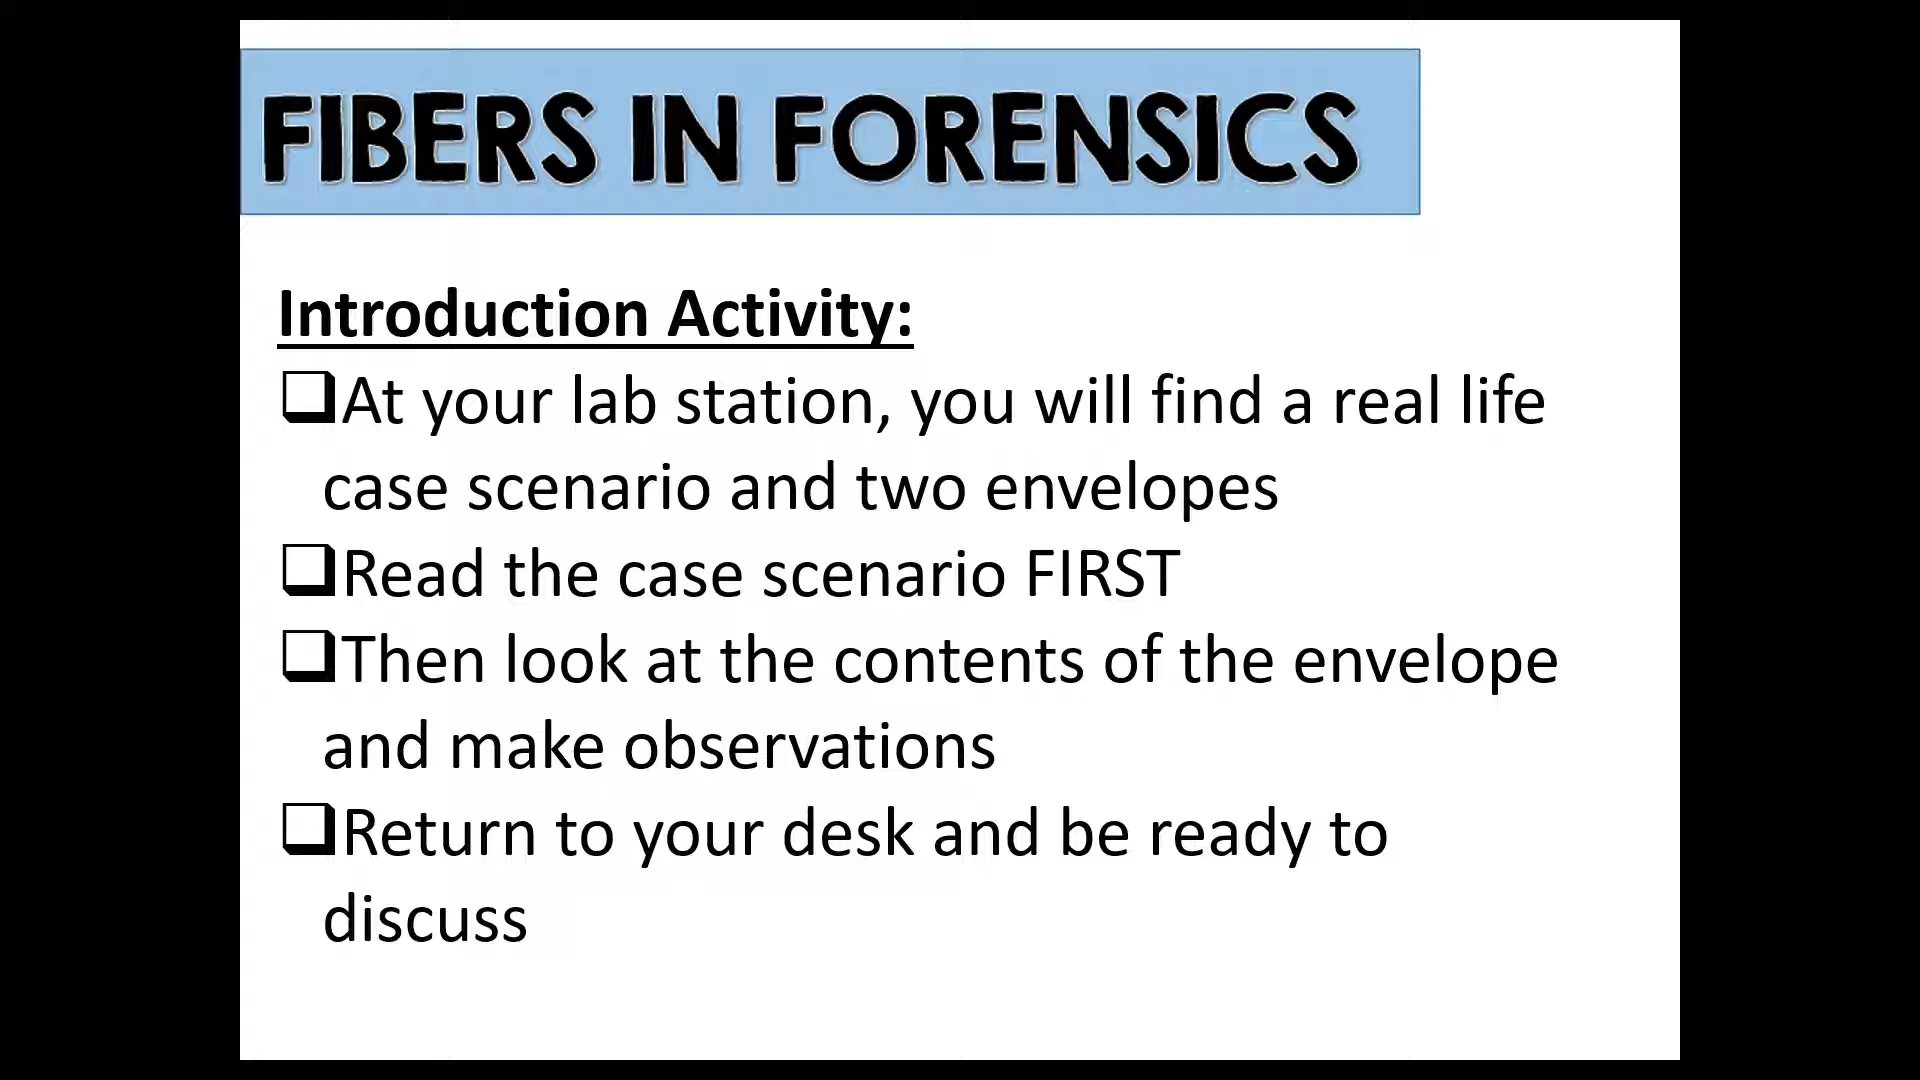 FIBERS IN FORENSICS
Introduction Activity:
❑At your lab station, you will find a real life
case scenario and two envelopes
❑Read the case scenario FIRST
❑Then look at the contents of the envelope
and make observations
❑Return to your desk and be ready to
discuss